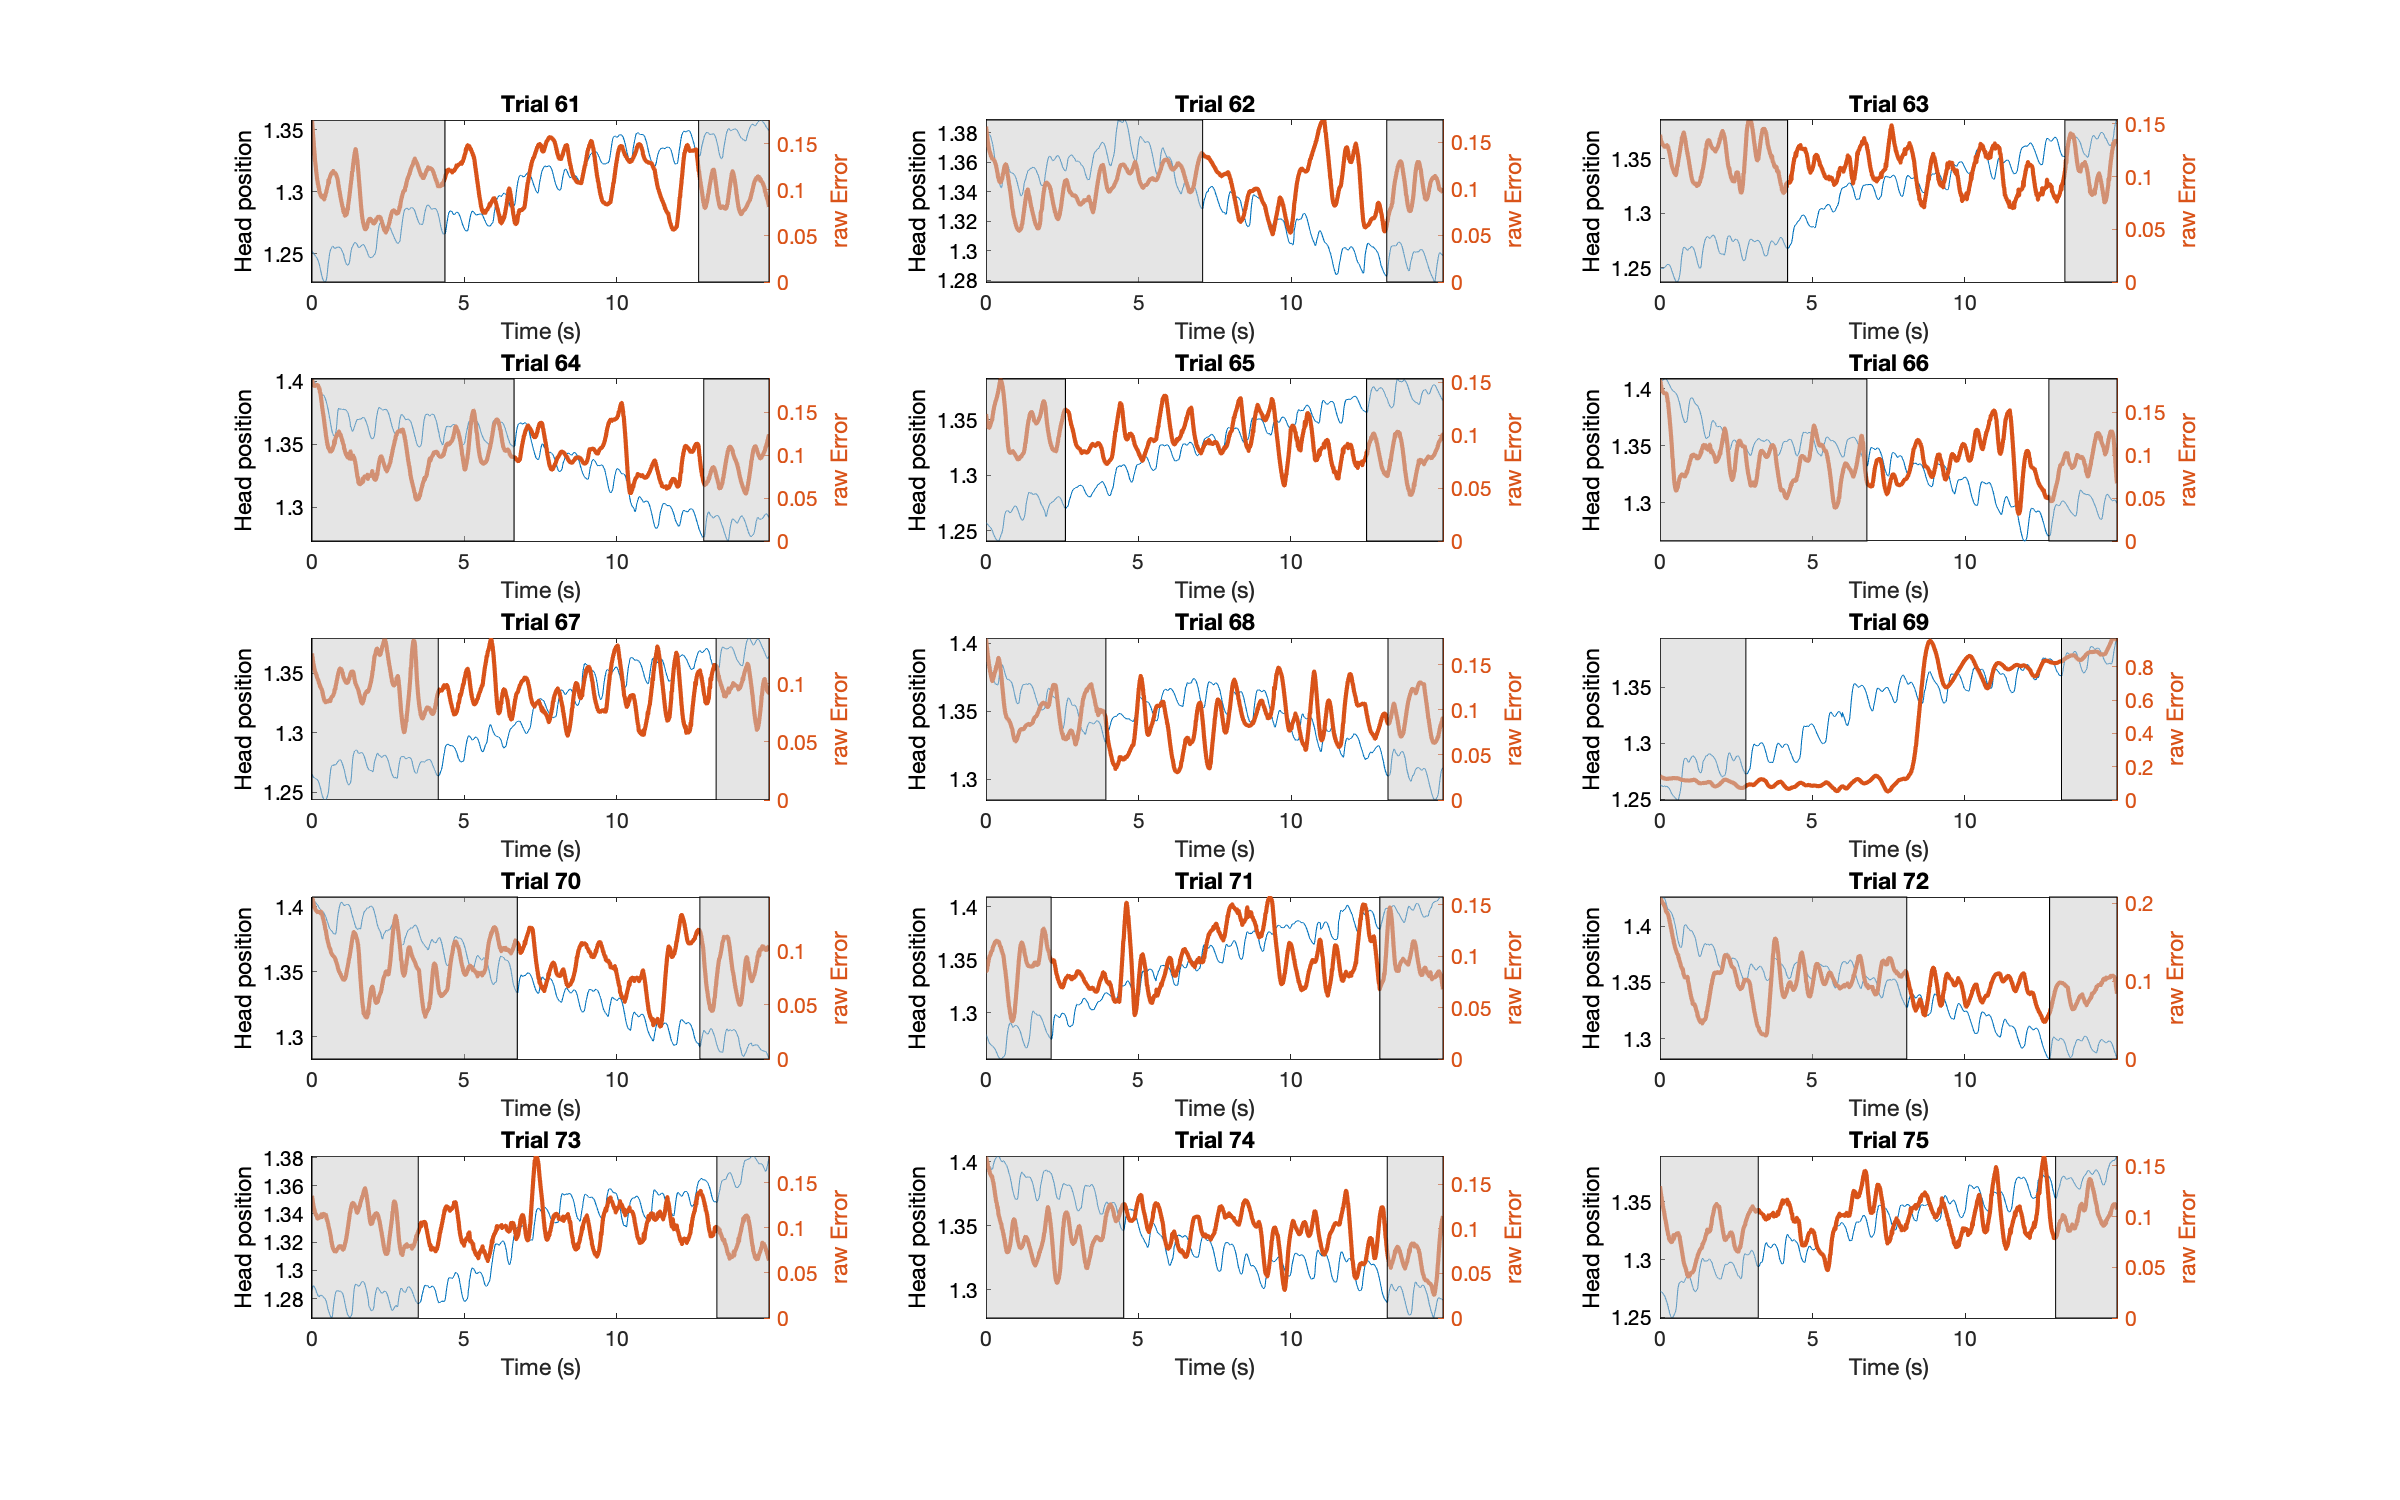 Trial 61
Head position
1.35
1.3
1.25
0.15
0.1
0.05
0
raw Error
0 5 10
Time (s)
Trial 62
Head position
1.38
1.36
1.34
1.32
1.3
1.28
0.15
0.1
0.05
0
raw Error
0 5 10
Time (s)
Trial 63
Head position
1.35
1.3
1.25
0.15
0.1
0.05
0
raw Error
0 5 10
Time (s)
Trial 64
Head position
1.4
1.35
1.3
0.15
0.1
0.05
0
raw Error
0 5 10
Time (s)
Trial 65
Head position
1.35
1.3
1.25
0.15
0.1
0.05
0
raw Error
0 5 10
Time (s)
Trial 66
Head position
1.4
1.35
1.3
0.15
0.1
0.05
0
raw Error
0 5 10
Time (s)
Trial 67
Head position
1.35
1.3
1.25
0.1
0.05
0
raw Error
0 5 10
Time (s)
Trial 68
Head position
1.4
1.35
1.3
0.15
0.1
0.05
0
raw Error
0 5 10
Time (s)
Trial 69
Head position
1.35
1.3
1.25
0.8
0.6
0.4
0.2
0
raw Error
0 5 10
Time (s)
Trial 70
Head position
1.4
1.35
1.3
0.1
0.05
0
raw Error
0 5 10
Time (s)
Trial 71
Head position
1.4
1.35
1.3
0.15
0.1
0.05
0
raw Error
0 5 10
Time (s)
Trial 72
Head position
1.4
1.35
1.3
0.2
0.1
0
raw Error
0 5 10
Time (s)
Trial 73
Head position
1.38
1.36
1.34
1.32
1.3
1.28
0.15
0.1
0.05
0
raw Error
0 5 10
Time (s)
Trial 74
Head position
1.4
1.35
1.3
0.15
0.1
0.05
0
raw Error
0 5 10
Time (s)
Trial 75
Head position
1.35
1.3
1.25
0.15
0.1
0.05
0
raw Error
0 5 10
Time (s)